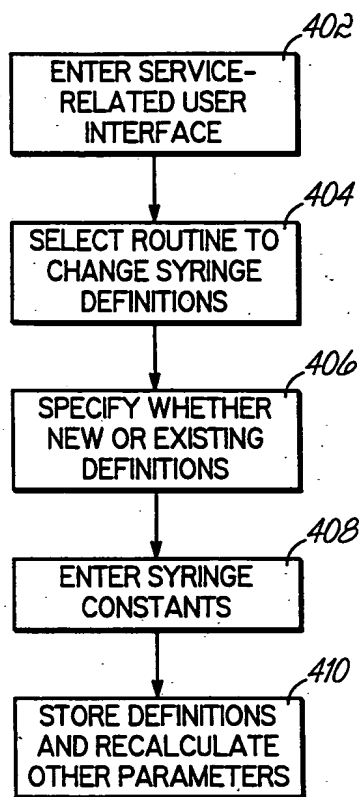 402
ENTER SERVICE-
RELATED USER
INTERFACE
404
SELECT ROUTINE TO
CHANGE SYRINGE
DEFINITIONS
406
SPECIFY WHETHER
NEW OR EXISTING
DEFINITIONS
408
ENTER SYRINGE
CONSTANTS
410
STORE DEFINITIONS
AND RECALCULATE
OTHER PARAMETERS